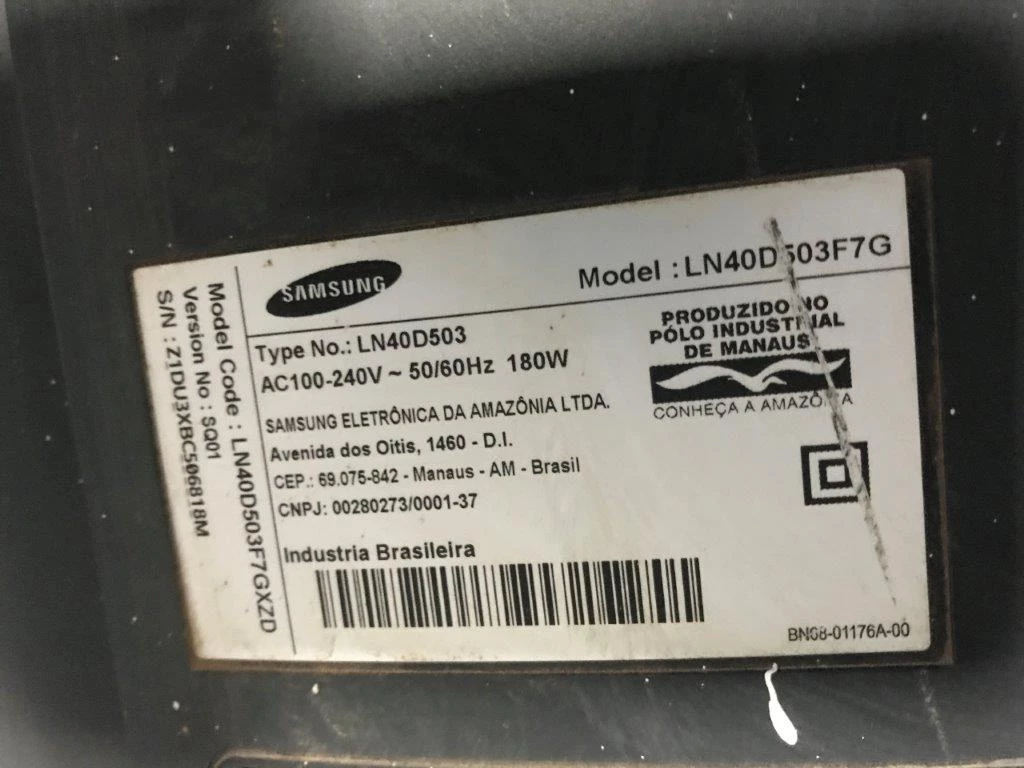 SAMSUNG
Model : LN40D503F7G
Type No.: LN40D503
AC100-240V ~ 50/60Hz 180W
SAMSUNG ELETRÔNICA DA AMAZÔNIA LTDA.
Avenida dos Oitis, 1460 - D.I.
CEP.: 69.075-842 - Manaus - AM - Brasil
CNPJ: 00280273/0001-37
Industria Brasileira
PRODUZIDO NO
PÓLO INDUSTRIAL
DE MANAUS
CONHEÇA A AMAZÔNIA
BN68-01176A-00
Model Code : LN40D503F7GXZD
Version No : SQ01
S/N : Z1DU3XBC506818M